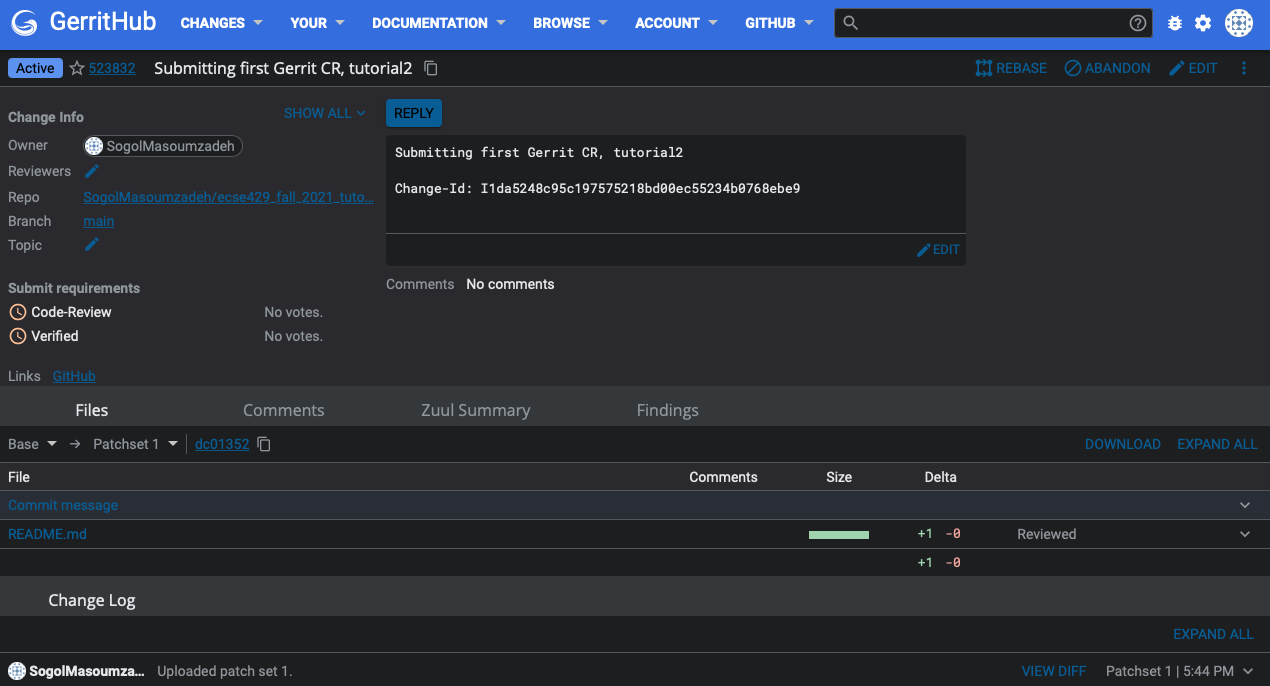 GerritHub CHANGES YOUR DOCUMENTATION BROWSE ACCOUNT GITHUB
Active 523832 Submitting first Gerrit CR, tutorial2 REBASE ABANDON EDIT
Change Info SHOW ALL
Owner SogolMasoumzadeh
Reviewers
Repo SogolMasoumzadeh/ecse429_fall_2021_tuto…
Branch main
Topic
Submit requirements
Code-Review No votes.
Verified No votes.
Links GitHub
REPLY
Submitting first Gerrit CR, tutorial2
Change-Id: I1da5248c95c197575218bd00ec55234b0768ebe9
EDIT
Comments No comments
Files Comments Zuul Summary Findings
Base → Patchset 1 dc01352 DOWNLOAD EXPAND ALL
File Comments Size Delta
Commit message
README.md +1 -0 Reviewed
+1 -0
Change Log
EXPAND ALL
SogolMasoumza… Uploaded patch set 1. VIEW DIFF Patchset 1 | 5:44 PM